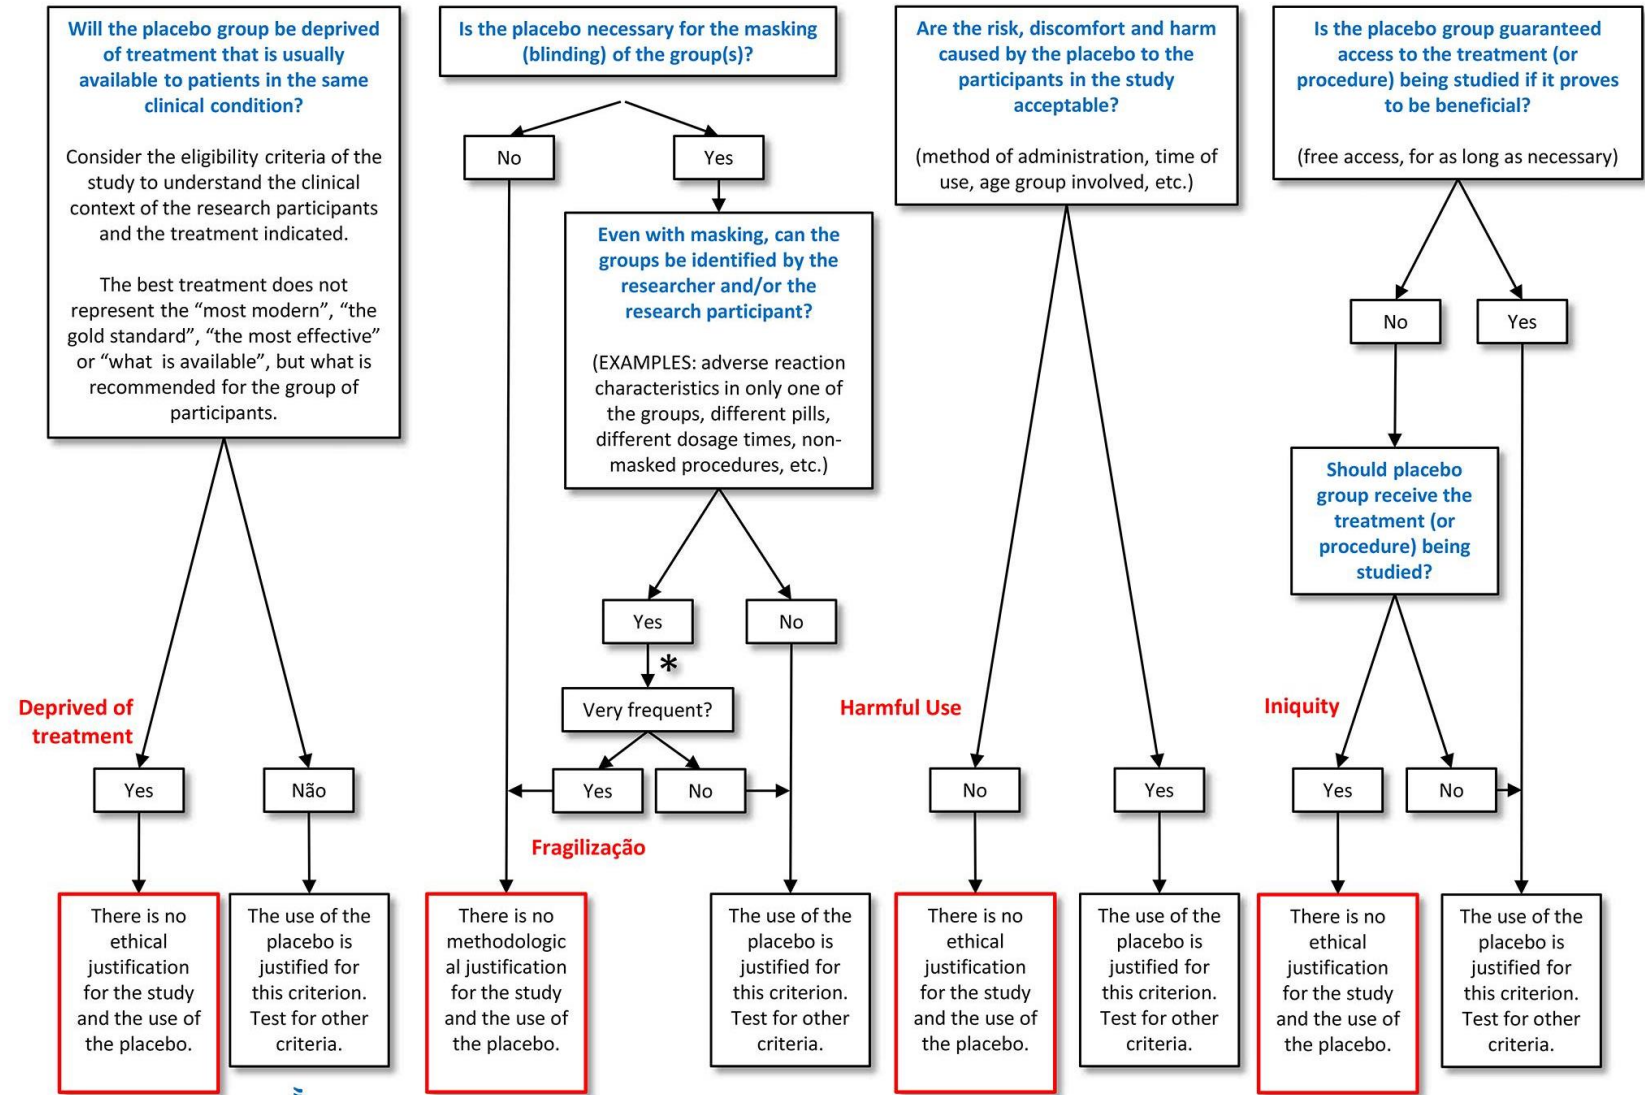 Will the placebo group be deprived
of treatment that is usually
available to patients in the same
clinical condition?
Consider the eligibility criteria of the
study to understand the clinical
context of the research participants
and the treatment indicated.
The best treatment does not
represent the “most modern”, “the
gold standard”, “the most effective”
or “what is available”, but what is
recommended for the group of
participants.
Deprived of
treatment
Yes
Não
There is no
ethical
justification
for the study
and the use of
the placebo.
The use of the
placebo is
justified for
this criterion.
Test for other
criteria.
Is the placebo necessary for the masking
(blinding) of the group(s)?
No
Yes
Even with masking, can the
groups be identified by the
researcher and/or the
research participant?
(EXAMPLES: adverse reaction
characteristics in only one of
the groups, different pills,
different dosage times, non-
masked procedures, etc.)
Yes
No
*
Very frequent?
Yes
No
Fragilização
There is no
methodologic
al justification
for the study
and the use of
the placebo.
The use of the
placebo is
justified for
this criterion.
Test for other
criteria.
Are the risk, discomfort and harm
caused by the placebo to the
participants in the study
acceptable?
(method of administration, time of
use, age group involved, etc.)
Harmful Use
No
Yes
There is no
ethical
justification
for the study
and the use of
the placebo.
The use of the
placebo is
justified for
this criterion.
Test for other
criteria.
Is the placebo group guaranteed
access to the treatment (or
procedure) being studied if it proves
to be beneficial?
(free access, for as long as necessary)
No
Yes
Should placebo
group receive the
treatment (or
procedure) being
studied?
Iniquity
Yes
No
There is no
ethical
justification
for the study
and the use of
the placebo.
The use of the
placebo is
justified for
this criterion.
Test for other
criteria.